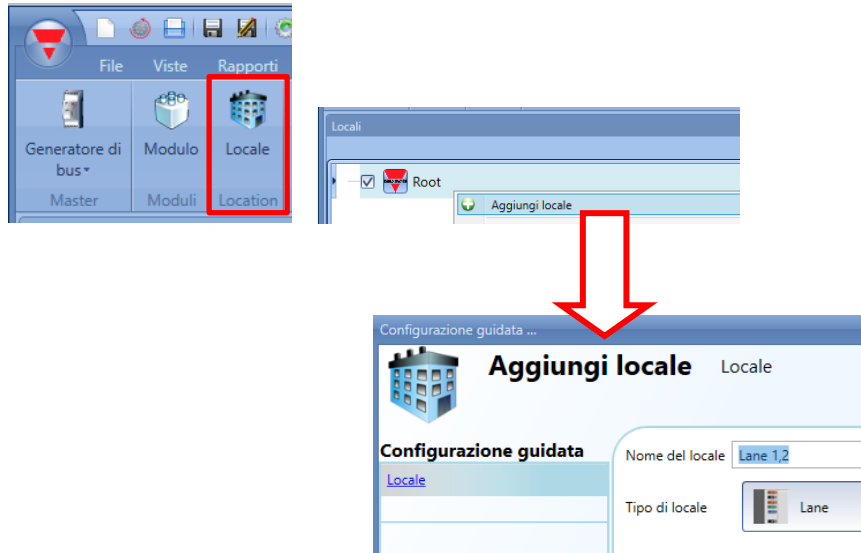 File Viste Rapporti
Generatore di bus Modulo Locale
Master Moduli Location
Locali
Root
Aggiungi locale
Configurazione guidata ...
Aggiungi locale Locale
Configurazione guidata
Locale
Nome del locale Lane 1,2
Tipo di locale Lane